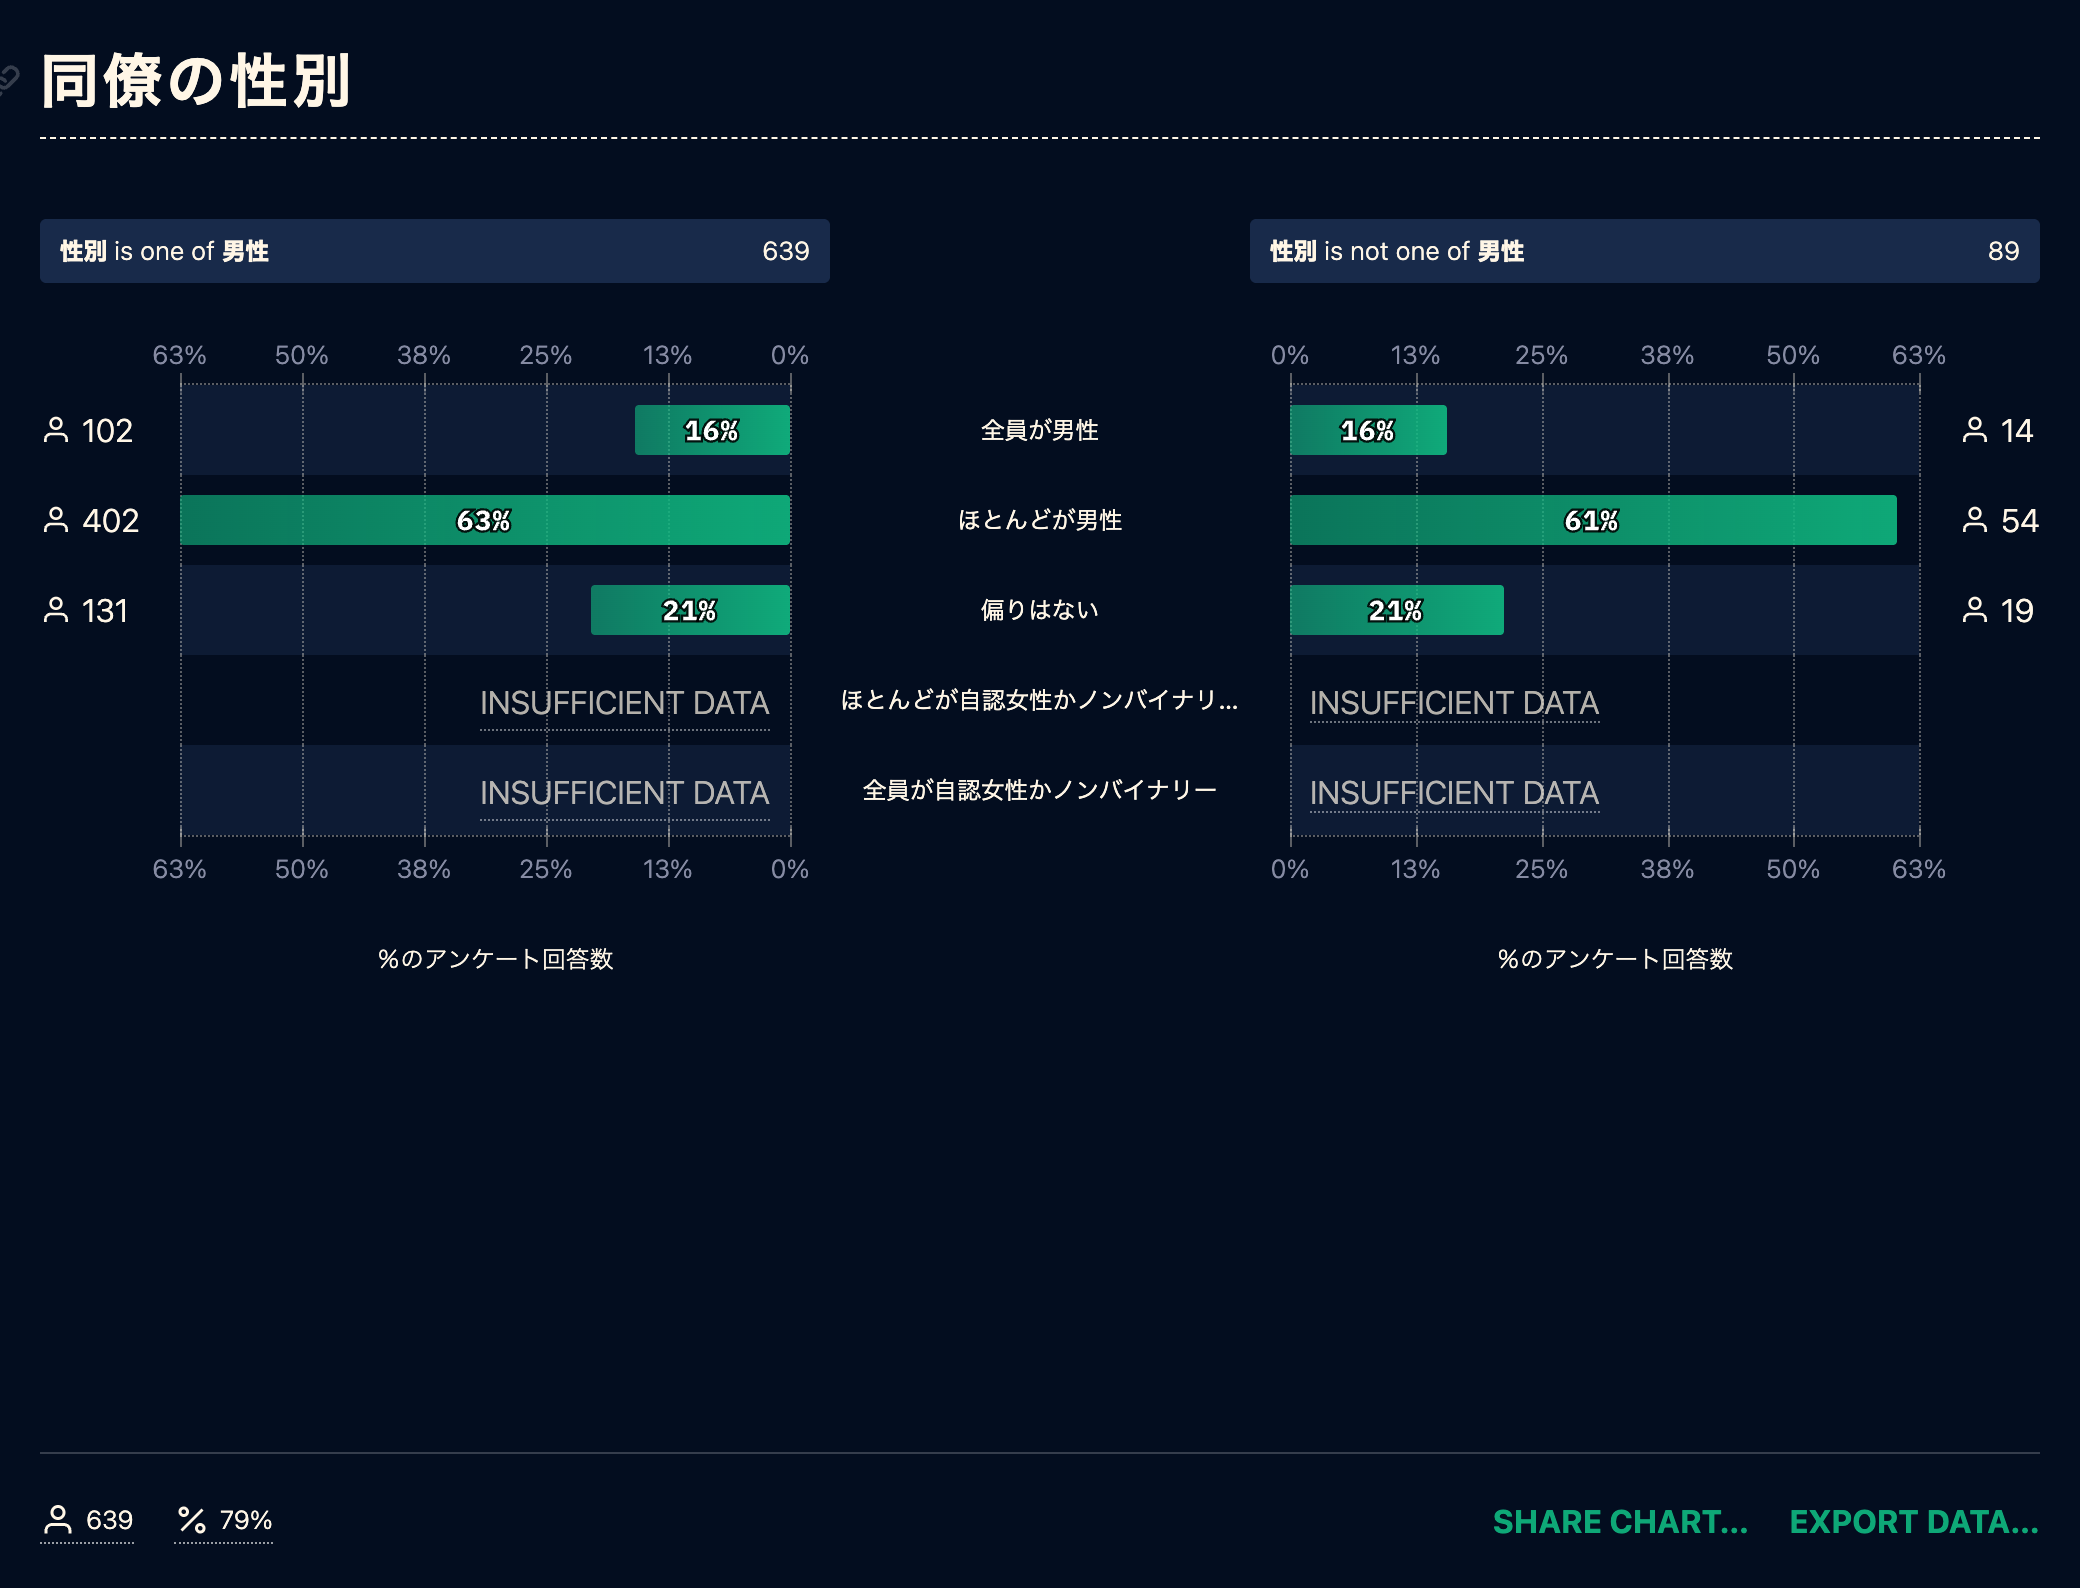 同僚の性別
性別 is one of 男性 639
性別 is not one of 男性 89
63% 50% 38% 25% 13% 0%
0% 13% 25% 38% 50% 63%
102 16% 全員が男性 16% 14
402 63% ほとんどが男性 61% 54
131 21% 偏りはない 21% 19
INSUFFICIENT DATA ほとんどが自認女性かノンバイナリ... INSUFFICIENT DATA
INSUFFICIENT DATA 全員が自認女性かノンバイナリー INSUFFICIENT DATA
63% 50% 38% 25% 13% 0%
0% 13% 25% 38% 50% 63%
%のアンケート回答数
%のアンケート回答数
639 79%
SHARE CHART... EXPORT DATA...